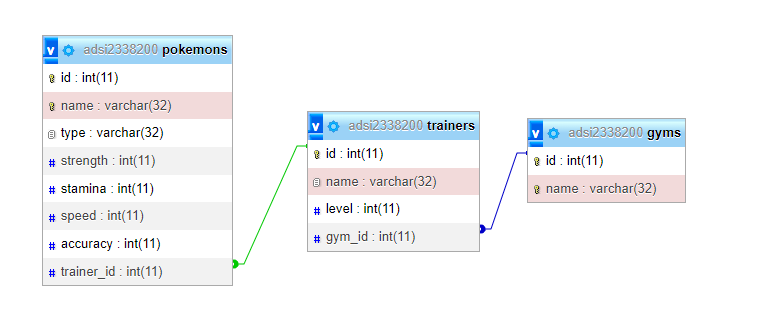 adsi2338200 pokemons
id : int(11)
name : varchar(32)
type : varchar(32)
# strength : int(11)
# stamina : int(11)
# speed : int(11)
# accuracy : int(11)
# trainer_id : int(11)
v adsi2338200 trainers
id : int(11)
name : varchar(32)
# level : int(11)
# gym_id : int(11)
v adsi2338200 gyms
id : int(11)
name : varchar(32)